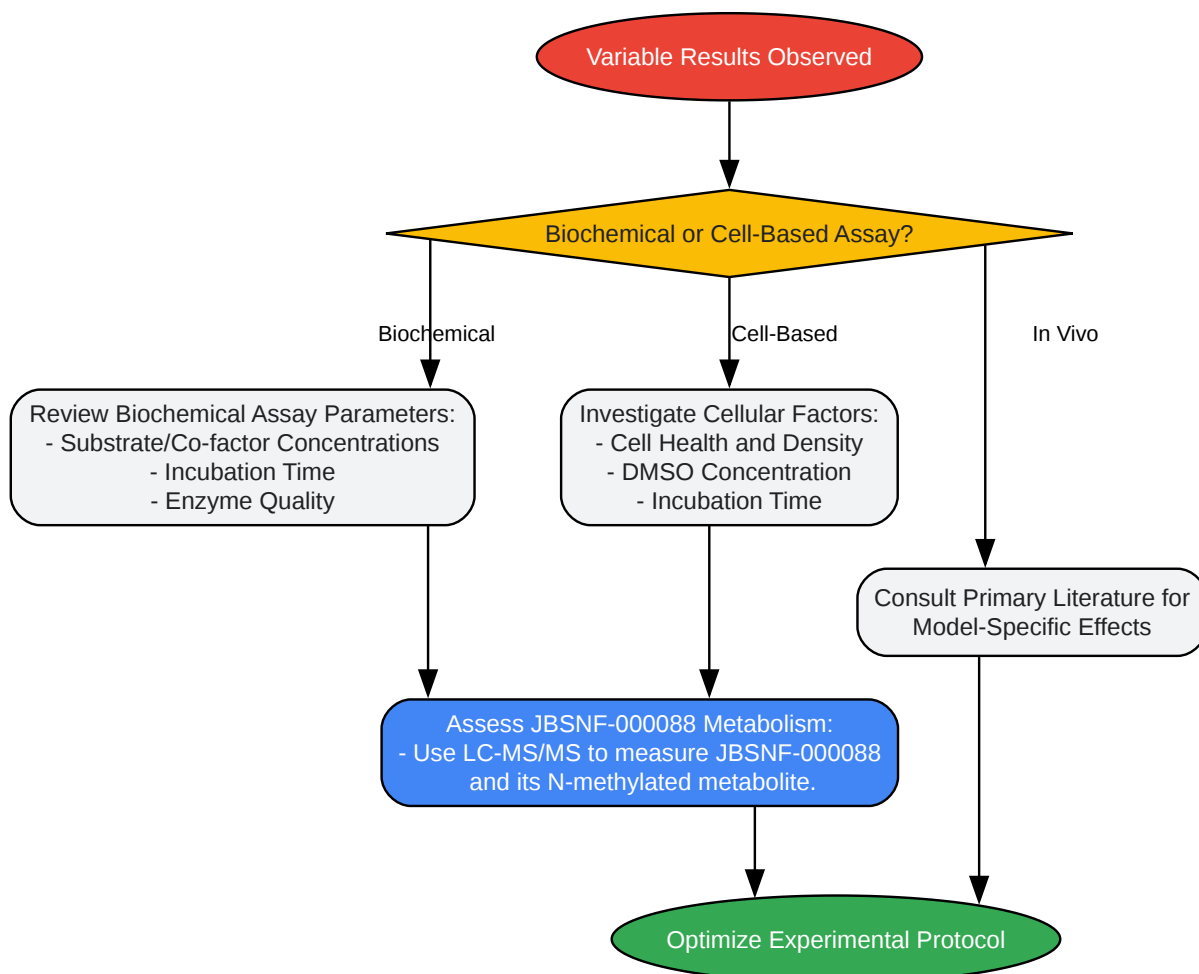 Variable Results Observed
Biochemical or Cell-Based Assay?
Biochemical
Cell-Based
In Vivo
Review Biochemical Assay Parameters:
- Substrate/Co-factor Concentrations
- Incubation Time
- Enzyme Quality
Investigate Cellular Factors:
- Cell Health and Density
- DMSO Concentration
- Incubation Time
Consult Primary Literature for
Model-Specific Effects
Assess JBSNF-000088 Metabolism:
- Use LC-MS/MS to measure JBSNF-000088
and its N-methylated metabolite.
Optimize Experimental Protocol